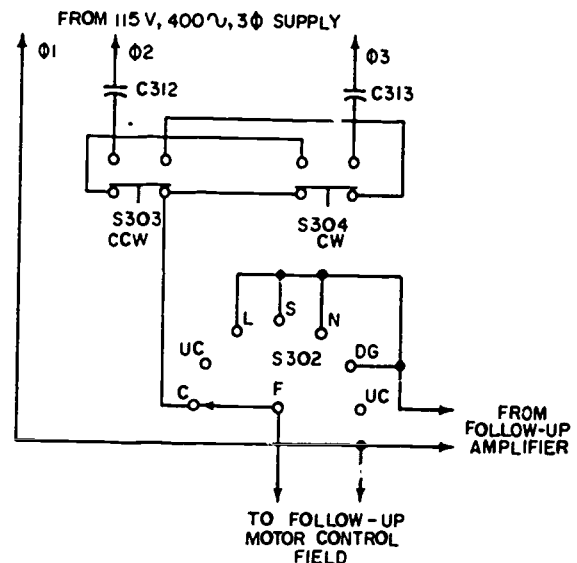 FROM 115 V, 400 ∿, 3Φ SUPPLY
Φ1
Φ2
Φ3
C312
C313
S303
CCW
S304
CW
L
S
N
UC
S302
DG
C
F
UC
FROM
FOLLOW-UP
AMPLIFIER
TO FOLLOW-UP
MOTOR CONTROL
FIELD